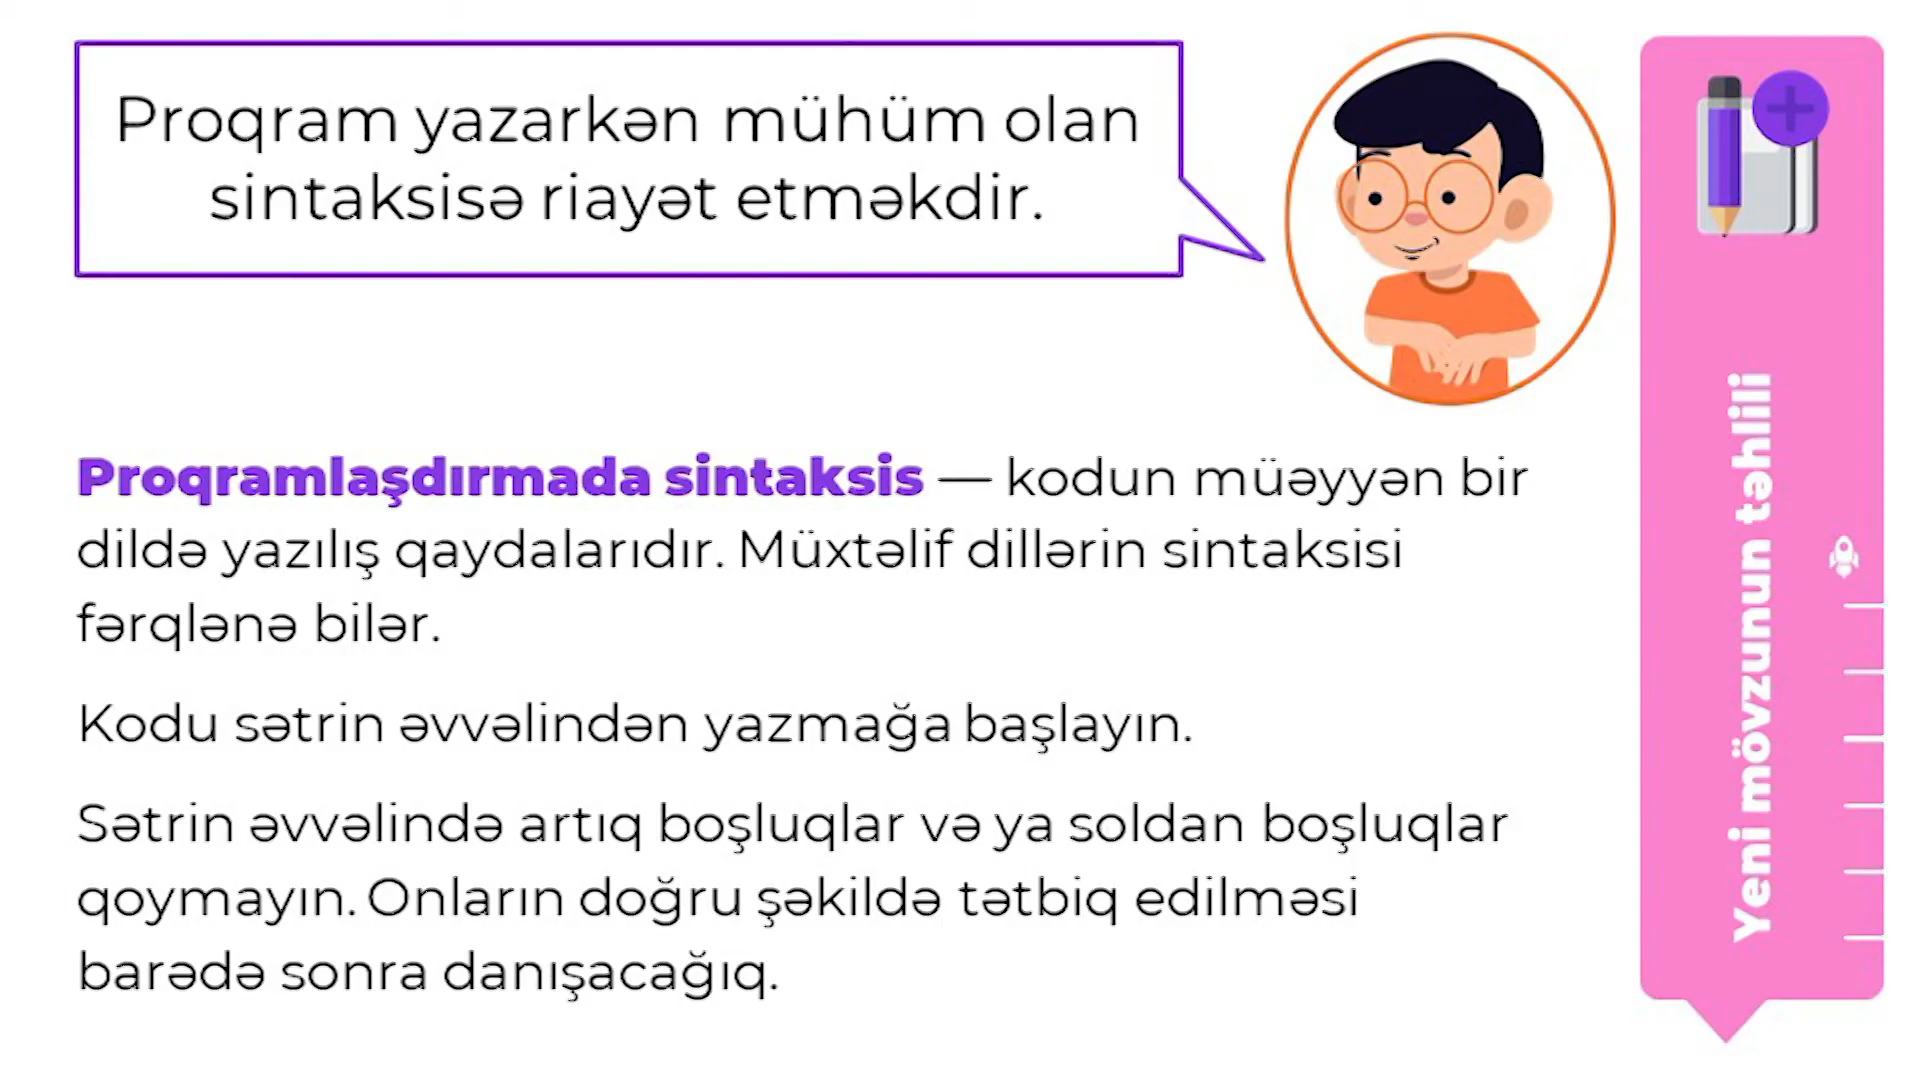 Proqram yazarkən mühüm olan
sintaksisə riayət etməkdir.
Proqramlaşdırmada sintaksis — kodun müəyyən bir
dildə yazılış qaydalarıdır. Müxtəlif dillərin sintaksisi
fərqlənə bilər.
Kodu sətrin əvvəlindən yazmağa başlayın.
Sətrin əvvəlində artıq boşluqlar və ya soldan boşluqlar
qoymayın. Onların doğru şəkildə tətbiq edilməsi
barədə sonra danışacağıq.
Yeni mövzunun təhlili